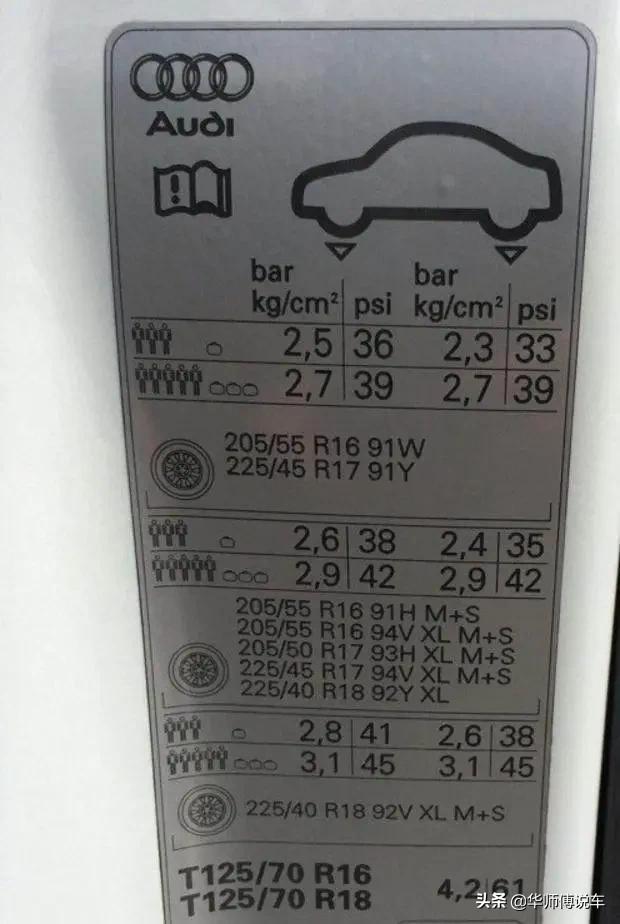 Audi
bar bar
kg/cm² psi kg/cm² psi
2,5 36 2,3 33
2,7 39 2,7 39
205/55 R16 91W
225/45 R17 91Y
2,6 38 2,4 35
2,9 42 2,9 42
205/55 R16 91H M+S
205/55 R16 94V XL M+S
205/50 R17 93H XL M+S
225/45 R17 94V XL M+S
225/40 R18 92Y XL
2,8 41 2,6 38
3,1 45 3,1 45
225/40 R18 92V XL M+S
T125/70 R16
T125/70 R18
4,2 61
头条 @华师傅说车